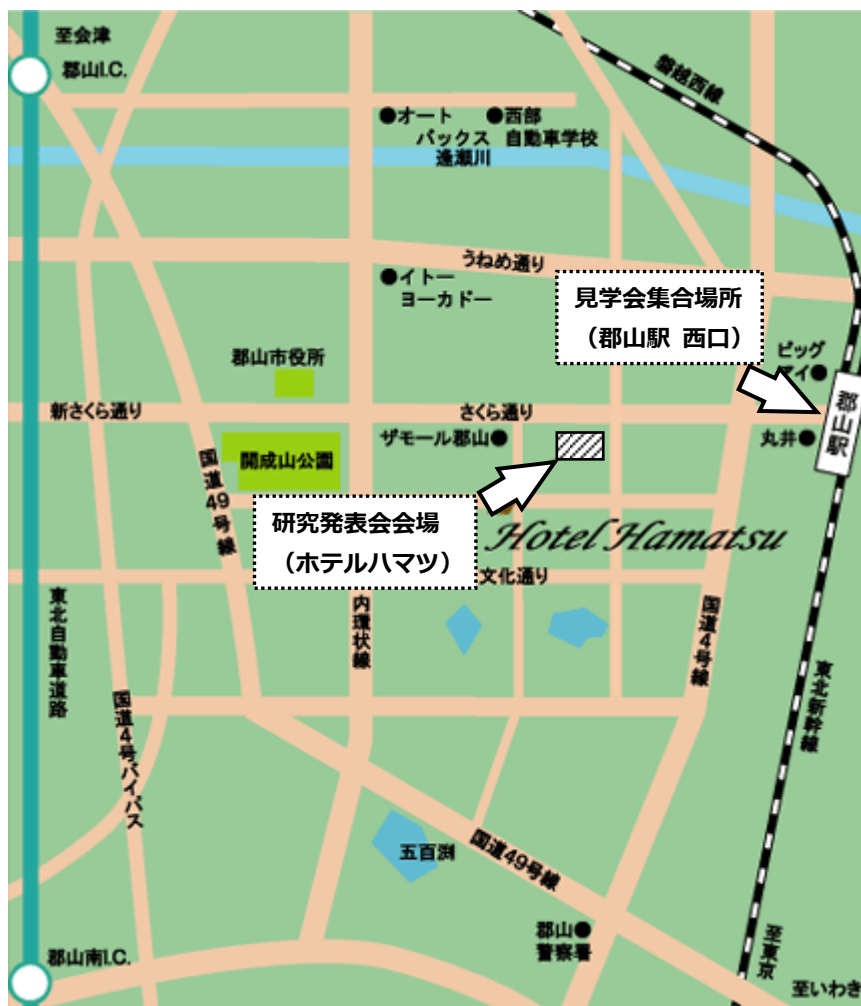 至会津
郡山I.C.
磐越西線
●オート
バックス
●西部
自動車学校
逢瀬川
うねめ通り
●イトー
ヨーカドー
見学会集合場所
（郡山駅 西口）
ビッグ
アイ●
郡山市役所
新さくら通り
さくら通り
郡山駅
ザモール郡山●
丸井●
開成山公園
国道49号線
研究発表会会場
（ホテルハマツ）
Hotel Hamatsu
文化通り
東北自動車道路
内環状線
国道4号線
東北新幹線
国道4号バイパス
五百淵
国道49号線
郡山●
警察署
至東京
郡山南I.C.
至いわき